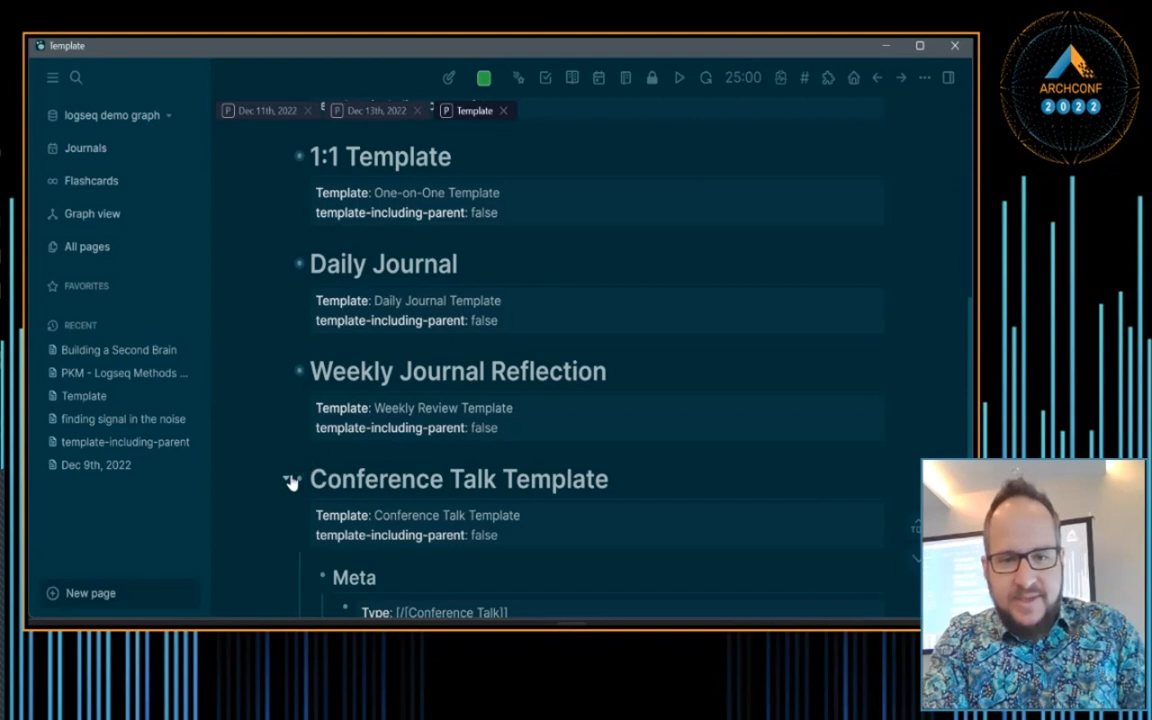 Template
ARCHCONF
2022
25:00
logseq demo graph
Dec 11th, 2022
Dec 13th, 2022
Template
Journals
Flashcards
Graph view
All pages
FAVORITES
RECENT
Building a Second Brain
PKM - Logseq Methods ...
Template
finding signal in the noise
template-including-parent
Dec 9th, 2022
New page
1:1 Template
Template: One-on-One Template
template-including-parent: false
Daily Journal
Template: Daily Journal Template
template-including-parent: false
Weekly Journal Reflection
Template: Weekly Review Template
template-including-parent: false
Conference Talk Template
Template: Conference Talk Template
template-including-parent: false
Meta
Type: [/[Conference Talk]]